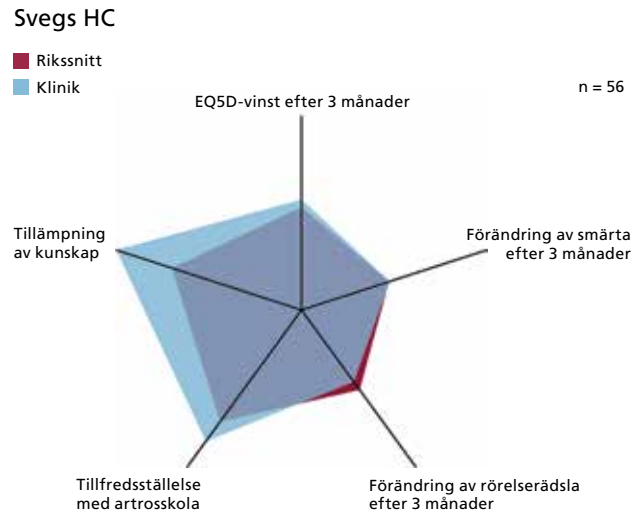 Svegs HC
Rikssnitt
Klinik
n = 56
EQ5D-vinst efter 3 månader
Tillämpning
av kunskap
Förändring av smärta
efter 3 månader
Tillfredsställelse
med artrosskola
Förändring av rörelserädsla
efter 3 månader